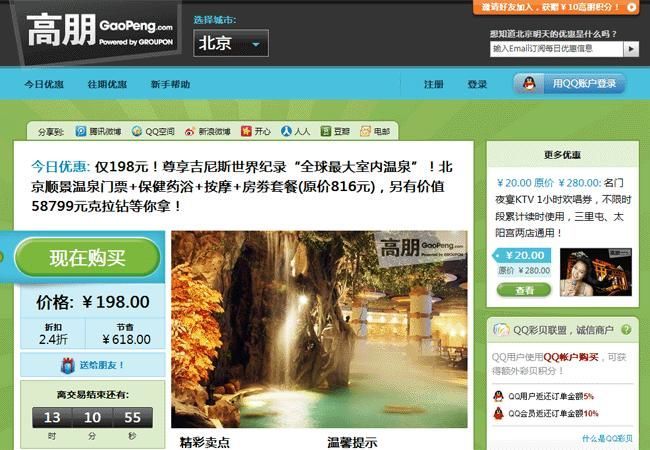 高朋
GaoPeng.com
Powered by GROUPON
选择城市:
北京
邀请好友加入，获赠￥10高朋积分！
想知道北京明天的优惠是什么吗？
输入Email订阅每日优惠信息
今日优惠 往期优惠 新手帮助
注册 登录 用QQ账户登录
分享到: 腾讯微博 QQ空间 新浪微博 开心 人人 豆瓣 电邮
今日优惠: 仅198元！尊享吉尼斯世界纪录“全球最大室内温泉”！北
京顺景温泉门票+保健药浴+按摩+房券套餐(原价816元)，另有价值
58799元克拉钻等你拿！
现在购买
价格: ￥198.00
折扣 节省
2.4折 ￥618.00
送给朋友！
离交易结束还有:
13 10 55
时 分 秒
高朋 GaoPeng.com
Powered by GROUPON
精彩卖点 温馨提示
更多优惠
￥20.00 原价 ￥280.00: 名门
夜宴KTV 1小时欢唱券，不限时
段累计续时使用，三里屯、太
阳宫两店通用！
￥20.00
原价 ￥280.00
查看
QQ彩贝联盟，诚信商户
?
QQ用户使用QQ帐户购买，可获
得额外彩贝积分！
QQ用户返还订单金额5%
QQ会员返还订单金额10%
什么是QQ彩贝